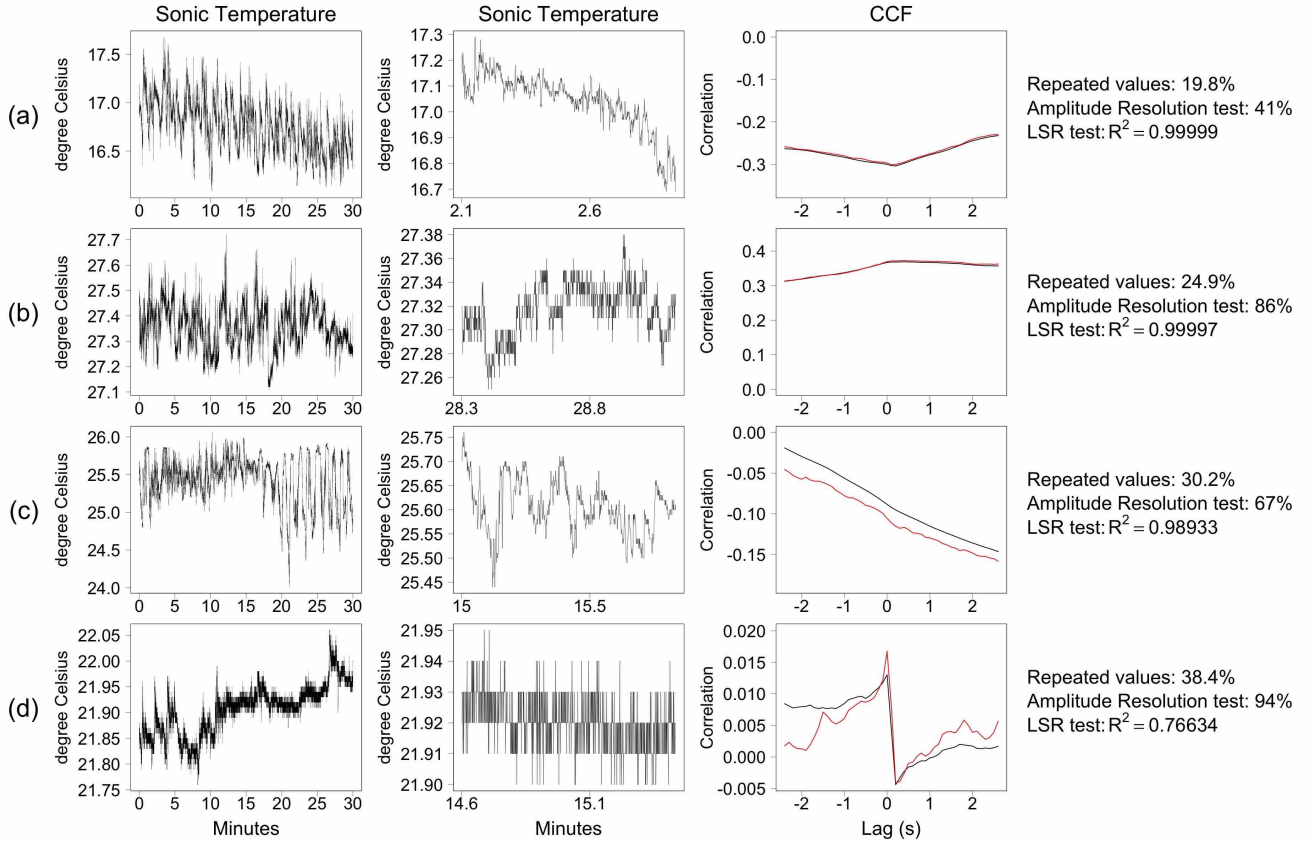 Sonic Temperature
Sonic Temperature
CCF
(a)
degree Celsius
17.5
17.0
16.5
0 5 10 15 20 25 30
degree Celsius
17.3
17.2
17.1
17.0
16.9
16.8
16.7
2.1 2.6
Correlation
0.0
-0.1
-0.2
-0.3
-2 -1 0 1 2
Repeated values: 19.8%
Amplitude Resolution test: 41%
LSR test: R² = 0.99999
(b)
degree Celsius
27.7
27.6
27.5
27.4
27.3
27.2
27.1
0 5 10 15 20 25 30
degree Celsius
27.38
27.36
27.34
27.32
27.30
27.28
27.26
28.3 28.8
Correlation
0.4
0.3
0.2
0.1
0.0
-2 -1 0 1 2
Repeated values: 24.9%
Amplitude Resolution test: 86%
LSR test: R² = 0.99997
(c)
degree Celsius
26.0
25.5
25.0
24.5
24.0
0 5 10 15 20 25 30
degree Celsius
25.75
25.70
25.65
25.60
25.55
25.50
25.45
15 15.5
Correlation
0.00
-0.05
-0.10
-0.15
-2 -1 0 1 2
Repeated values: 30.2%
Amplitude Resolution test: 67%
LSR test: R² = 0.98933
(d)
degree Celsius
22.05
22.00
21.95
21.90
21.85
21.80
21.75
0 5 10 15 20 25 30
Minutes
degree Celsius
21.95
21.94
21.93
21.92
21.91
21.90
14.6 15.1
Minutes
Correlation
0.020
0.015
0.010
0.005
0.000
-0.005
-2 -1 0 1 2
Lag (s)
Repeated values: 38.4%
Amplitude Resolution test: 94%
LSR test: R² = 0.76634